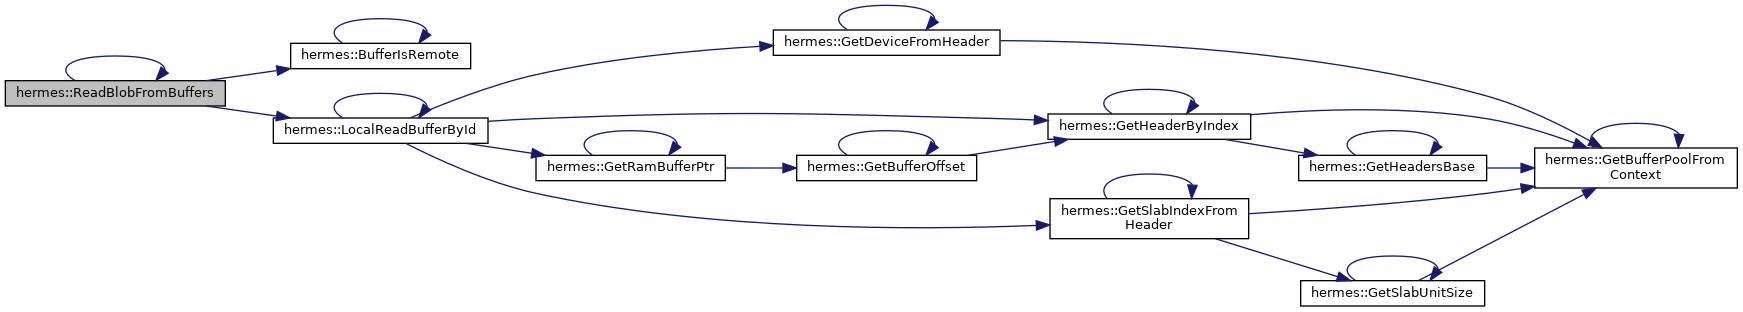 hermes::ReadBlobFromBuffers
hermes::BufferIsRemote
hermes::LocalReadBufferById
hermes::GetDeviceFromHeader
hermes::GetHeaderByIndex
hermes::GetRamBufferPtr
hermes::GetBufferOffset
hermes::GetHeadersBase
hermes::GetBufferPoolFrom
Context
hermes::GetSlabIndexFrom
Header
hermes::GetSlabUnitSize